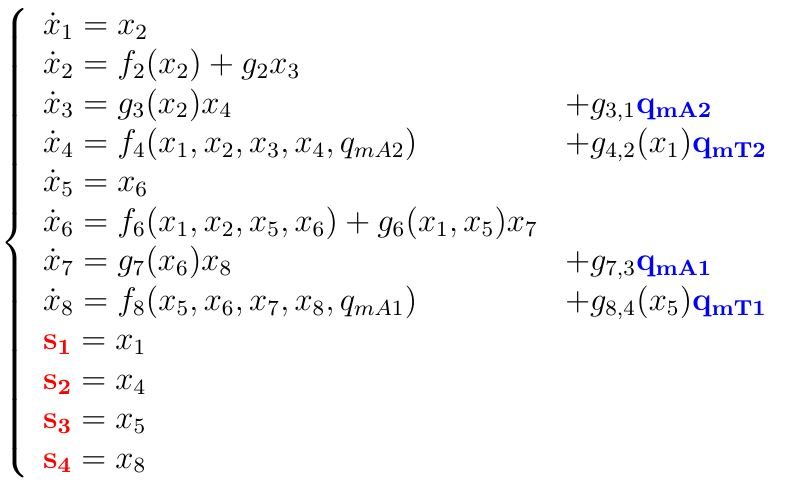 ẋ₁ = x₂
ẋ₂ = f₂(x₂) + g₂x₃
ẋ₃ = g₃(x₂)x₄ +g₃,₁q_mA2
ẋ₄ = f₄(x₁, x₂, x₃, x₄, q_mA2) +g₄,₂(x₁)q_mT2
ẋ₅ = x₆
ẋ₆ = f₆(x₁, x₂, x₅, x₆) + g₆(x₁, x₅)x₇
ẋ₇ = g₇(x₆)x₈ +g₇,₃q_mA1
ẋ₈ = f₈(x₅, x₆, x₇, x₈, q_mA1) +g₈,₄(x₅)q_mT1
s₁ = x₁
s₂ = x₄
s₃ = x₅
s₄ = x₈